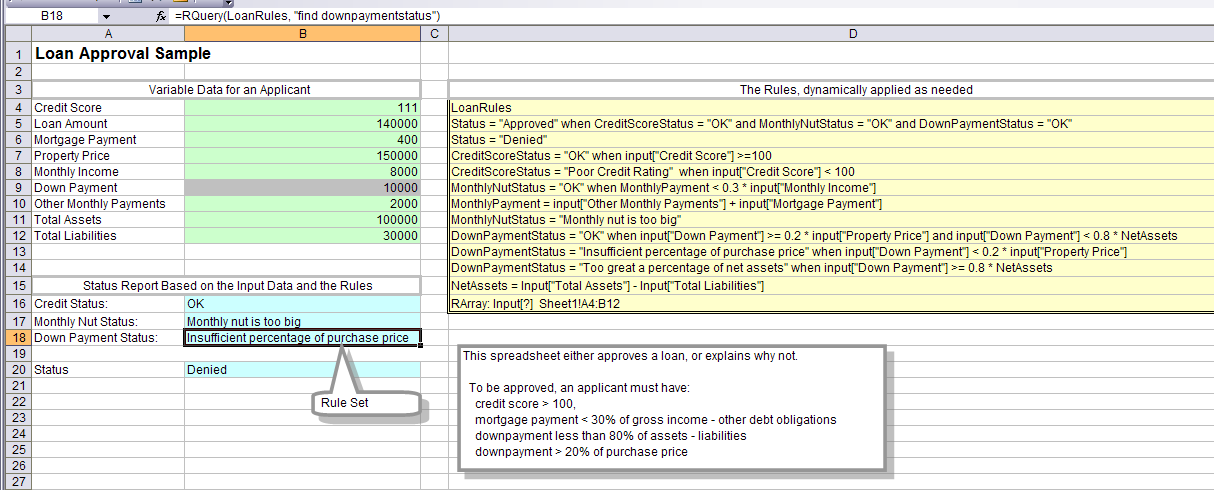 B18 fx =RQuery(LoanRules, "find downpaymentstatus")
A B C D
1 Loan Approval Sample
2
3 Variable Data for an Applicant The Rules, dynamically applied as needed
4 Credit Score 111 LoanRules
5 Loan Amount 140000 Status = "Approved" when CreditScoreStatus = "OK" and MonthlyNutStatus = "OK" and DownPaymentStatus = "OK"
6 Mortgage Payment 400 Status = "Denied"
7 Property Price 150000 CreditScoreStatus = "OK" when input["Credit Score"] >=100
8 Monthly Income 8000 CreditScoreStatus = "Poor Credit Rating" when input["Credit Score"] < 100
9 Down Payment 10000 MonthlyNutStatus = "OK" when MonthlyPayment < 0.3 * input["Monthly Income"]
10 Other Monthly Payments 2000 MonthlyPayment = input["Other Monthly Payments"] + input["Mortgage Payment"]
11 Total Assets 100000 MonthlyNutStatus = "Monthly nut is too big"
12 Total Liabilities 30000 DownPaymentStatus = "OK" when input["Down Payment"] >= 0.2 * input["Property Price"] and input["Down Payment"] < 0.8 * NetAssets
13 DownPaymentStatus = "Insufficient percentage of purchase price" when input["Down Payment"] < 0.2 * input["Property Price"]
14 DownPaymentStatus = "Too great a percentage of net assets" when input["Down Payment"] >= 0.8 * NetAssets
15 Status Report Based on the Input Data and the Rules NetAssets = Input["Total Assets"] - Input["Total Liabilities"]
16 Credit Status: OK RArray: Input[?] Sheet1!A4:B12
17 Monthly Nut Status: Monthly nut is too big
18 Down Payment Status: Insufficient percentage of purchase price
19
20 Status Denied
21
22
23
24
25
26
27
Rule Set
This spreadsheet either approves a loan, or explains why not.
To be approved, an applicant must have:
credit score > 100,
mortgage payment < 30% of gross income - other debt obligations
downpayment less than 80% of assets - liabilities
downpayment > 20% of purchase price